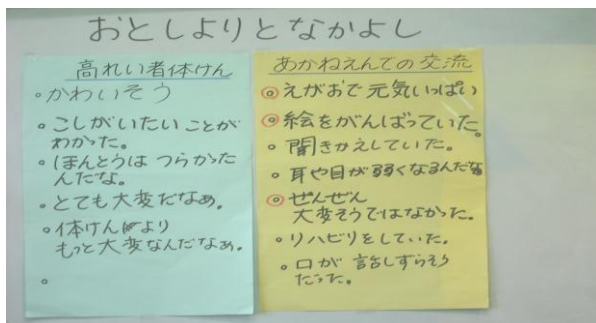 おとしよりとなかよし
高れい者体けん
・かわいそう
・こしがいたい ことが
わかった。
・ほんとうは つらかった
んだな。
・とても大変だなぁ。
・体けんより
もっと大変なんだなぁ。
。
あかねえんでの交流
◎えがおで 元気いっぱい
◎絵をがんばっていた。
・聞きかえしていた。
・耳や目が弱くなるんだな
◎ぜんぜん
大変そうではなかった。
・リハビリをしていた。
・口が 話しずらそう
だった。